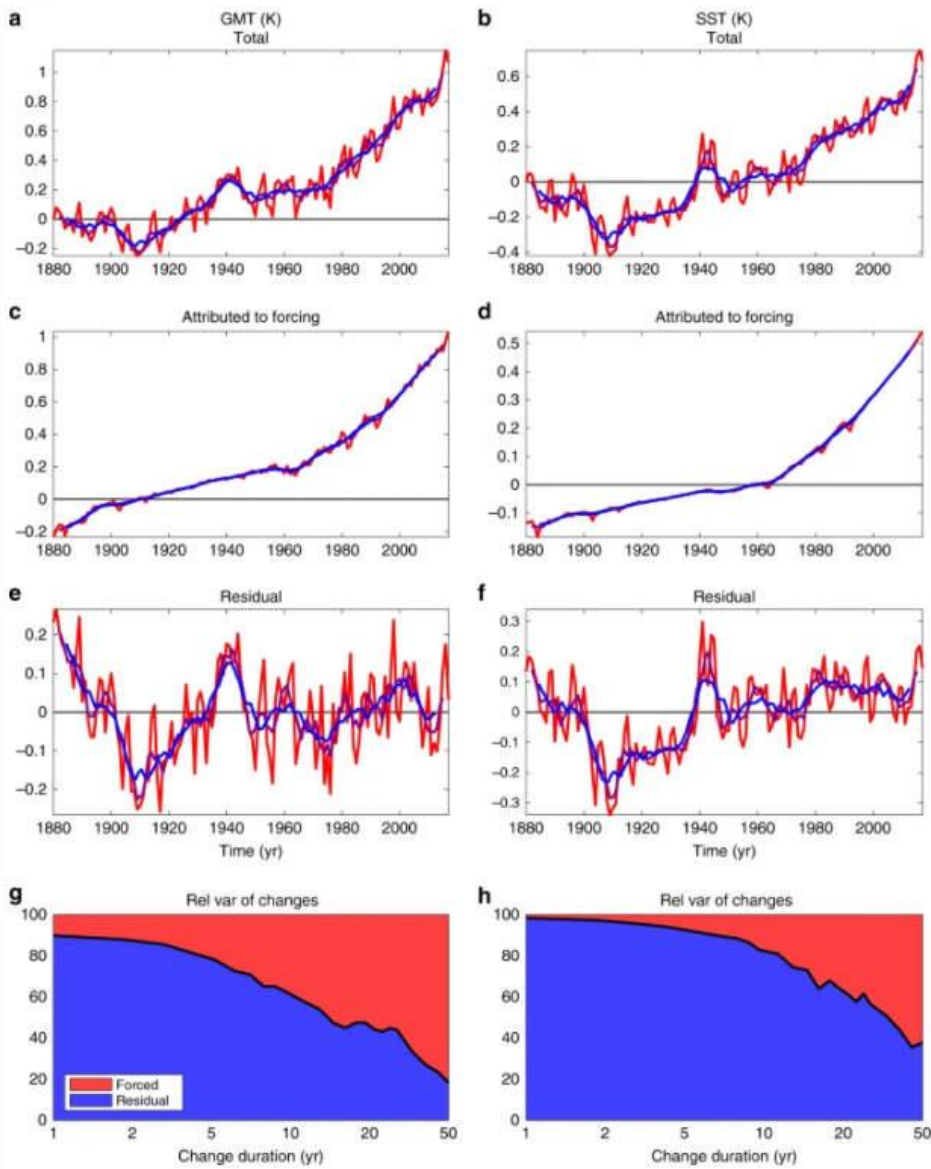 a
GMT (K)
Total
1
0.8
0.6
0.4
0.2
0
−0.2
1880 1900 1920 1940 1960 1980 2000
b
SST (K)
Total
0.6
0.4
0.2
0
−0.2
−0.4
1880 1900 1920 1940 1960 1980 2000
c
Attributed to forcing
1
0.8
0.6
0.4
0.2
0
−0.2
1880 1900 1920 1940 1960 1980 2000
d
Attributed to forcing
0.5
0.4
0.3
0.2
0.1
0
−0.1
1880 1900 1920 1940 1960 1980 2000
e
Residual
0.2
0.1
0
−0.1
−0.2
1880 1900 1920 1940 1960 1980 2000
Time (yr)
f
Residual
0.3
0.2
0.1
0
−0.1
−0.2
−0.3
1880 1900 1920 1940 1960 1980 2000
Time (yr)
g
Rel var of changes
100
80
60
40
20
0
Forced
Residual
1 2 5 10 20 50
Change duration (yr)
h
Rel var of changes
100
80
60
40
20
0
1 2 5 10 20 50
Change duration (yr)